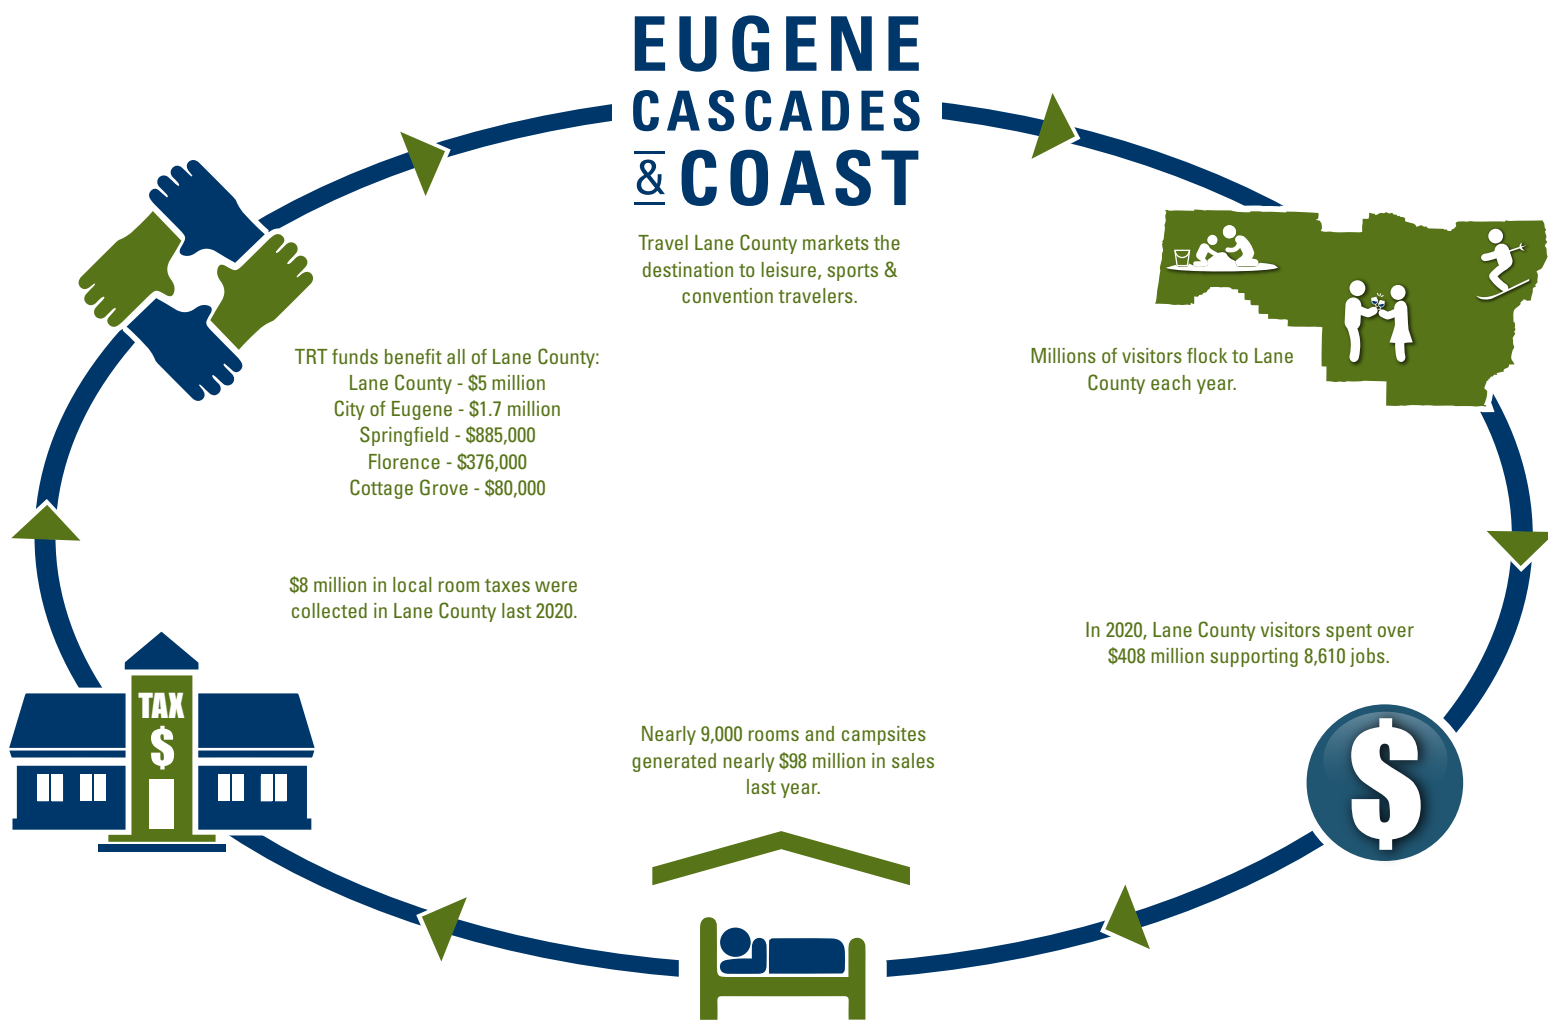 EUGENE
CASCADES
& COAST
Travel Lane County markets the
destination to leisure, sports &
convention travelers.
Millions of visitors flock to Lane
County each year.
In 2020, Lane County visitors spent over
$408 million supporting 8,610 jobs.
$
Nearly 9,000 rooms and campsites
generated nearly $98 million in sales
last year.
TAX
$
$8 million in local room taxes were
collected in Lane County last 2020.
TRT funds benefit all of Lane County:
Lane County - $5 million
City of Eugene - $1.7 million
Springfield - $885,000
Florence - $376,000
Cottage Grove - $80,000